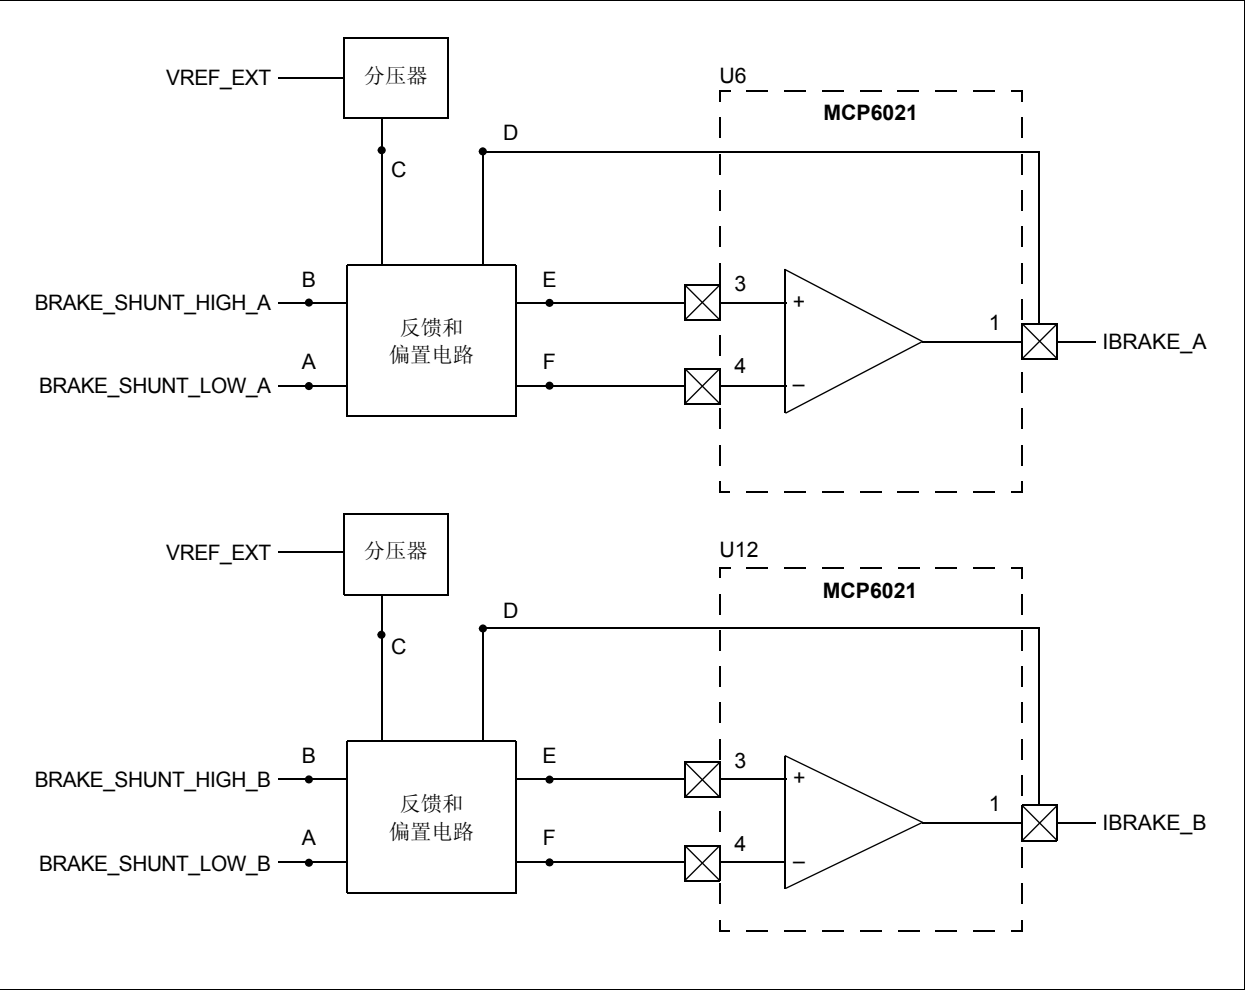 分压器
VREF_EXT
U6
MCP6021
D
C
B
E
3
BRAKE_SHUNT_HIGH_A
+
反馈和
偏置电路
1
IBRAKE_A
A
F
4
BRAKE_SHUNT_LOW_A
–
分压器
VREF_EXT
U12
MCP6021
D
C
B
E
3
BRAKE_SHUNT_HIGH_B
+
反馈和
偏置电路
1
IBRAKE_B
A
F
4
BRAKE_SHUNT_LOW_B
–